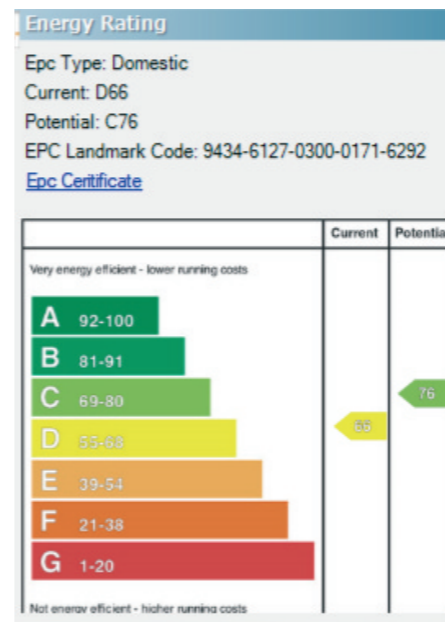 Energy Rating
Epc Type: Domestic
Current: D66
Potential: C76
EPC Landmark Code: 9434-6127-0300-0171-6292
Epc Certificate
Current Potentia
Very energy efficient - lower running costs
A 92-100
B 81-91
C 69-80
76
D 55-68
66
E 39-54
F 21-38
G 1-20
Not energy efficient - higher running costs